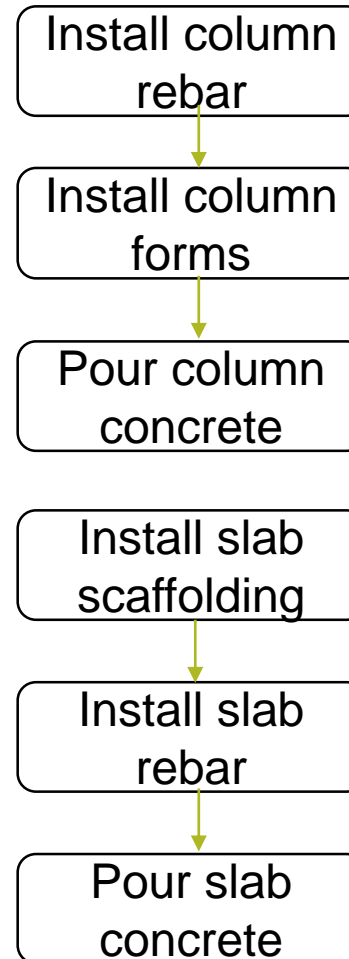 Install column
rebar
Install column
forms
Pour column
concrete
Install slab
scaffolding
Install slab
rebar
Pour slab
concrete